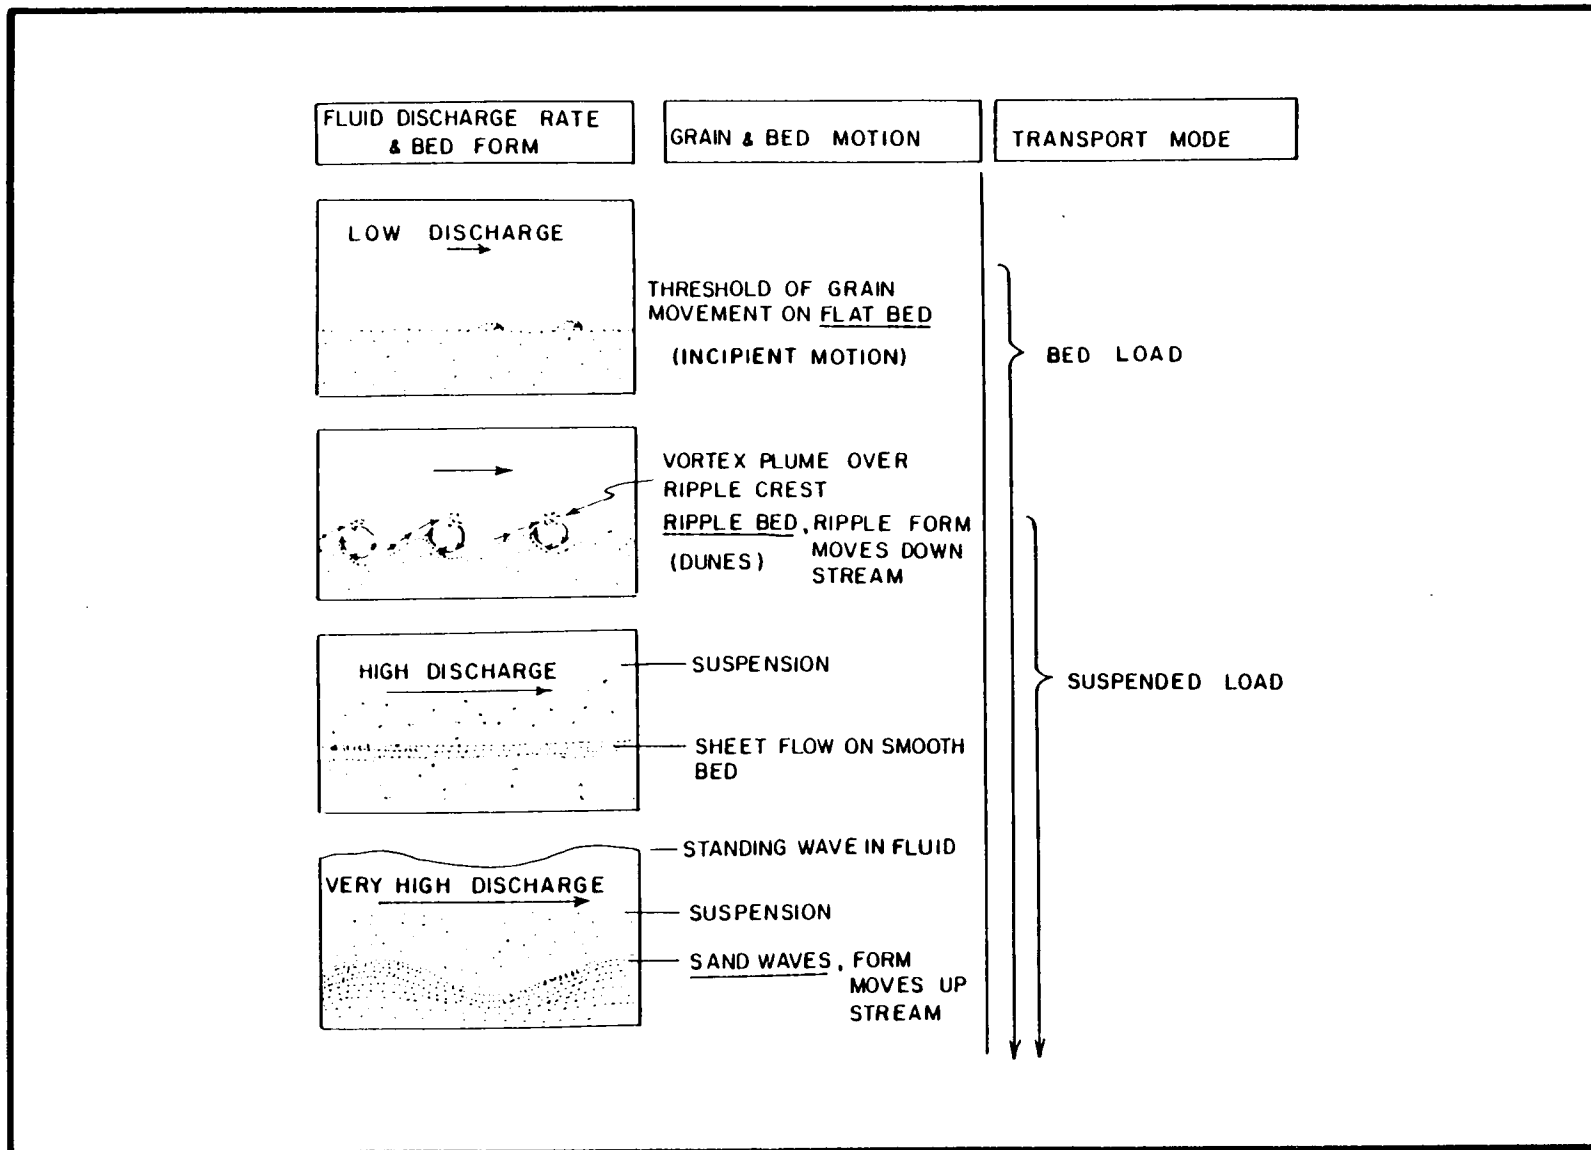 FLUID DISCHARGE RATE
& BED FORM
GRAIN & BED MOTION
TRANSPORT MODE
LOW DISCHARGE
THRESHOLD OF GRAIN
MOVEMENT ON FLAT BED
(INCIPIENT MOTION)
BED LOAD
VORTEX PLUME OVER
RIPPLE CREST
RIPPLE BED, RIPPLE FORM
MOVES DOWN
(DUNES)
STREAM
HIGH DISCHARGE
SUSPENSION
SUSPENDED LOAD
SHEET FLOW ON SMOOTH
BED
STANDING WAVE IN FLUID
VERY HIGH DISCHARGE
SUSPENSION
SAND WAVES, FORM
MOVES UP
STREAM